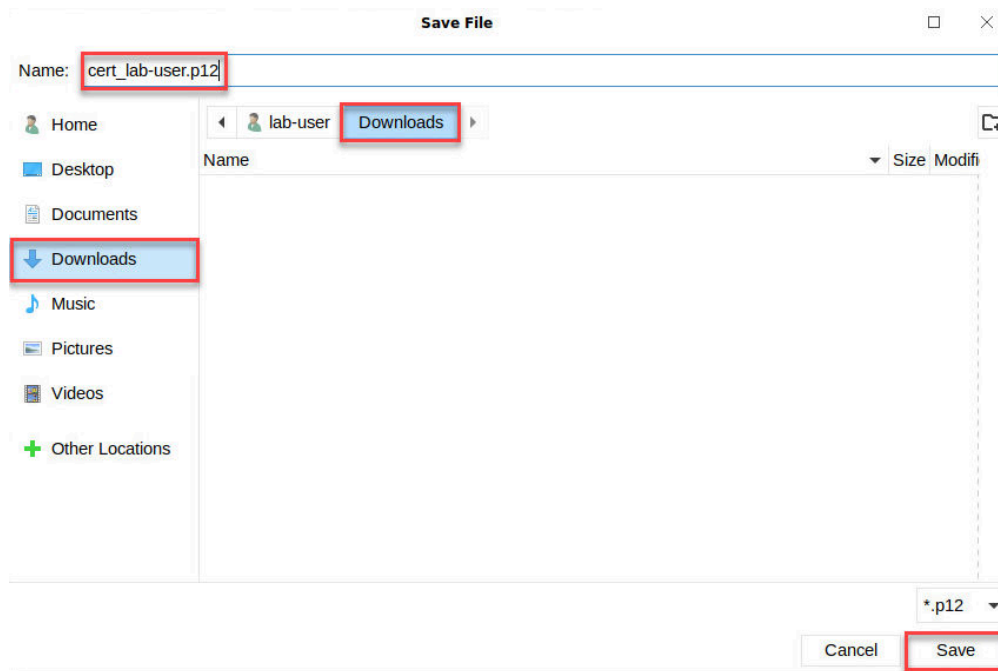 Save File
Name: cert_lab-user.p12
Home
lab-user Downloads
Name Size Modifi
Desktop
Documents
Downloads
Music
Pictures
Videos
Other Locations
*.p12
Cancel Save